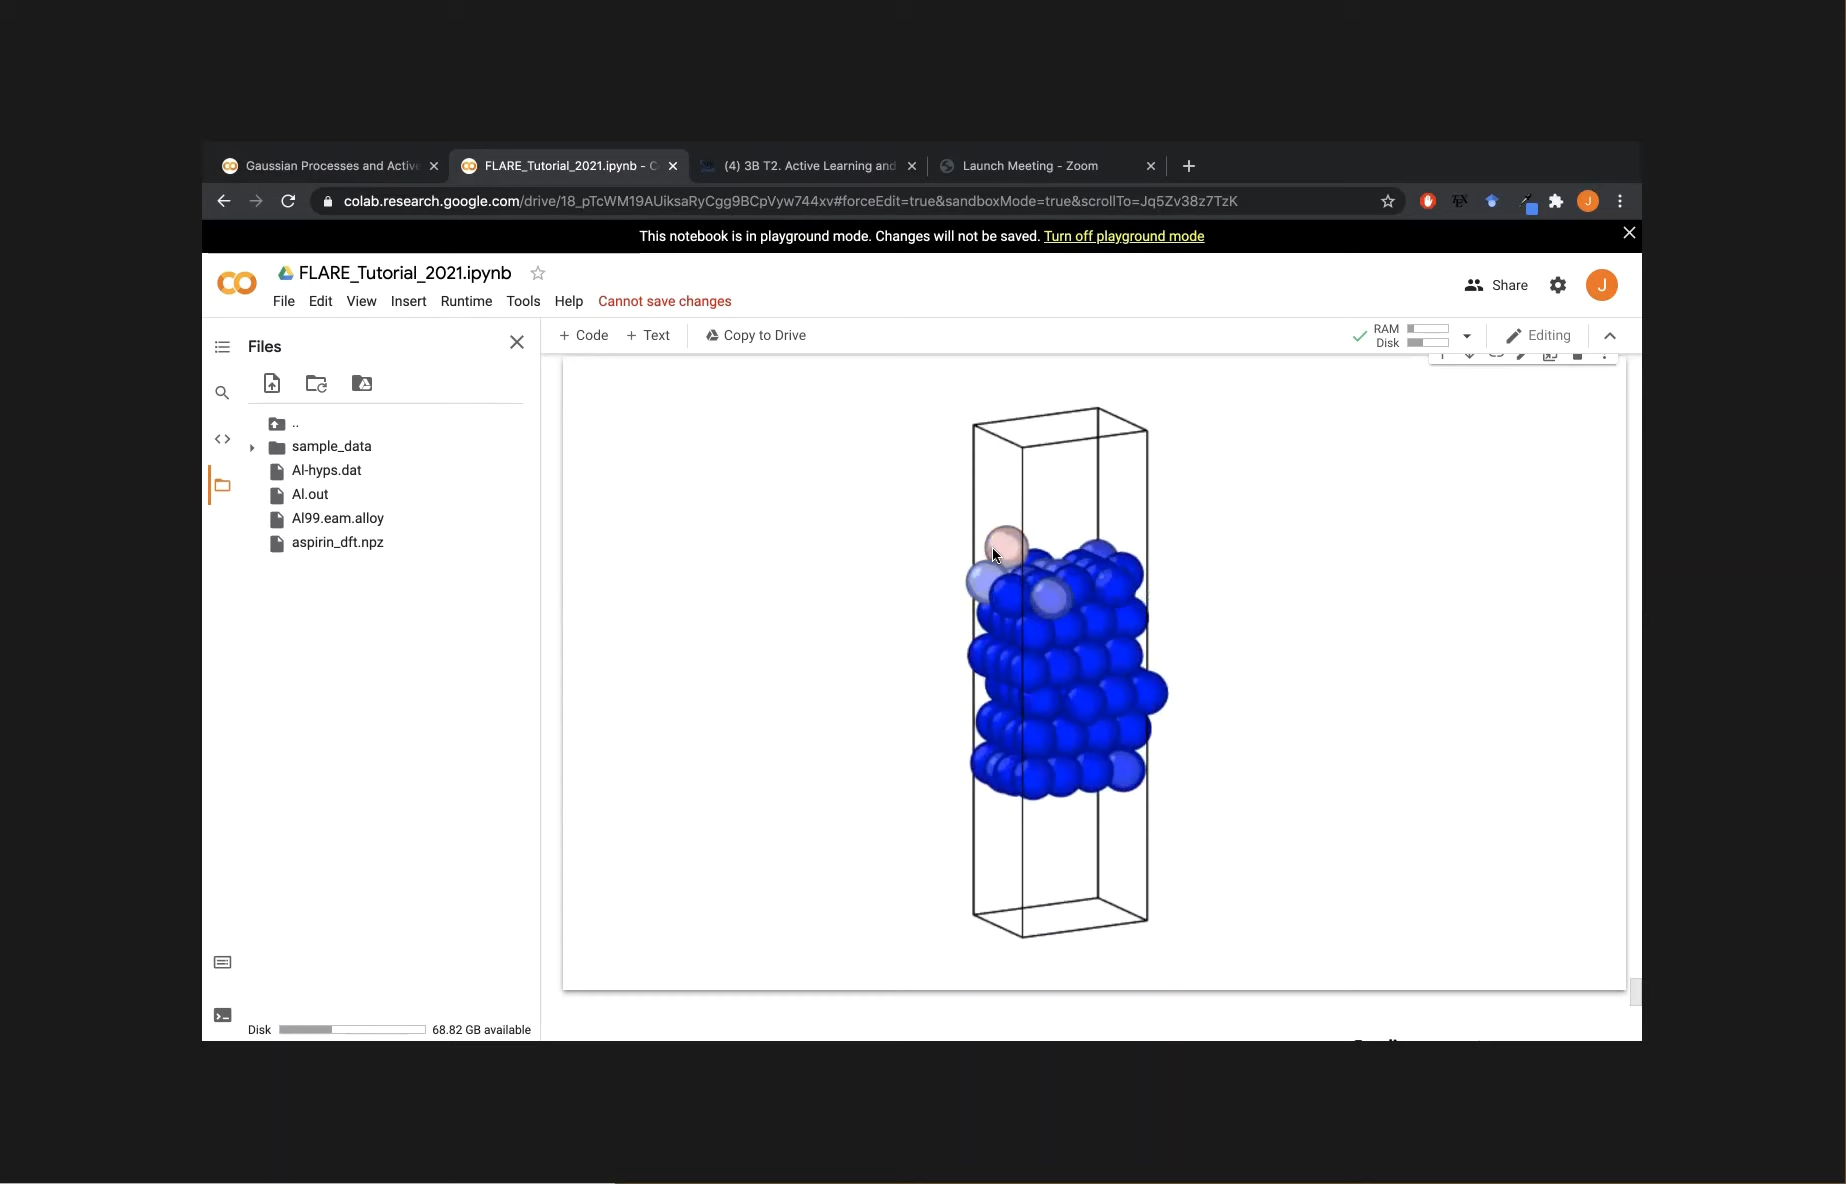 Gaussian Processes and Active
FLARE_Tutorial_2021.ipynb - C
(4) 3B T2. Active Learning and
Launch Meeting - Zoom
colab.research.google.com/drive/18_pTcWM19AUiksaRyCgg9BCpVyw744xv#forceEdit=true&sandboxMode=true&scrollTo=Jq5Zv38z7TzK
J
This notebook is in playground mode. Changes will not be saved. Turn off playground mode
FLARE_Tutorial_2021.ipynb
File Edit View Insert Runtime Tools Help Cannot save changes
Share
J
+ Code + Text Copy to Drive
RAM
Disk
Editing
Files
..
sample_data
Al-hyps.dat
Al.out
Al99.eam.alloy
aspirin_dft.npz
Disk 68.82 GB available